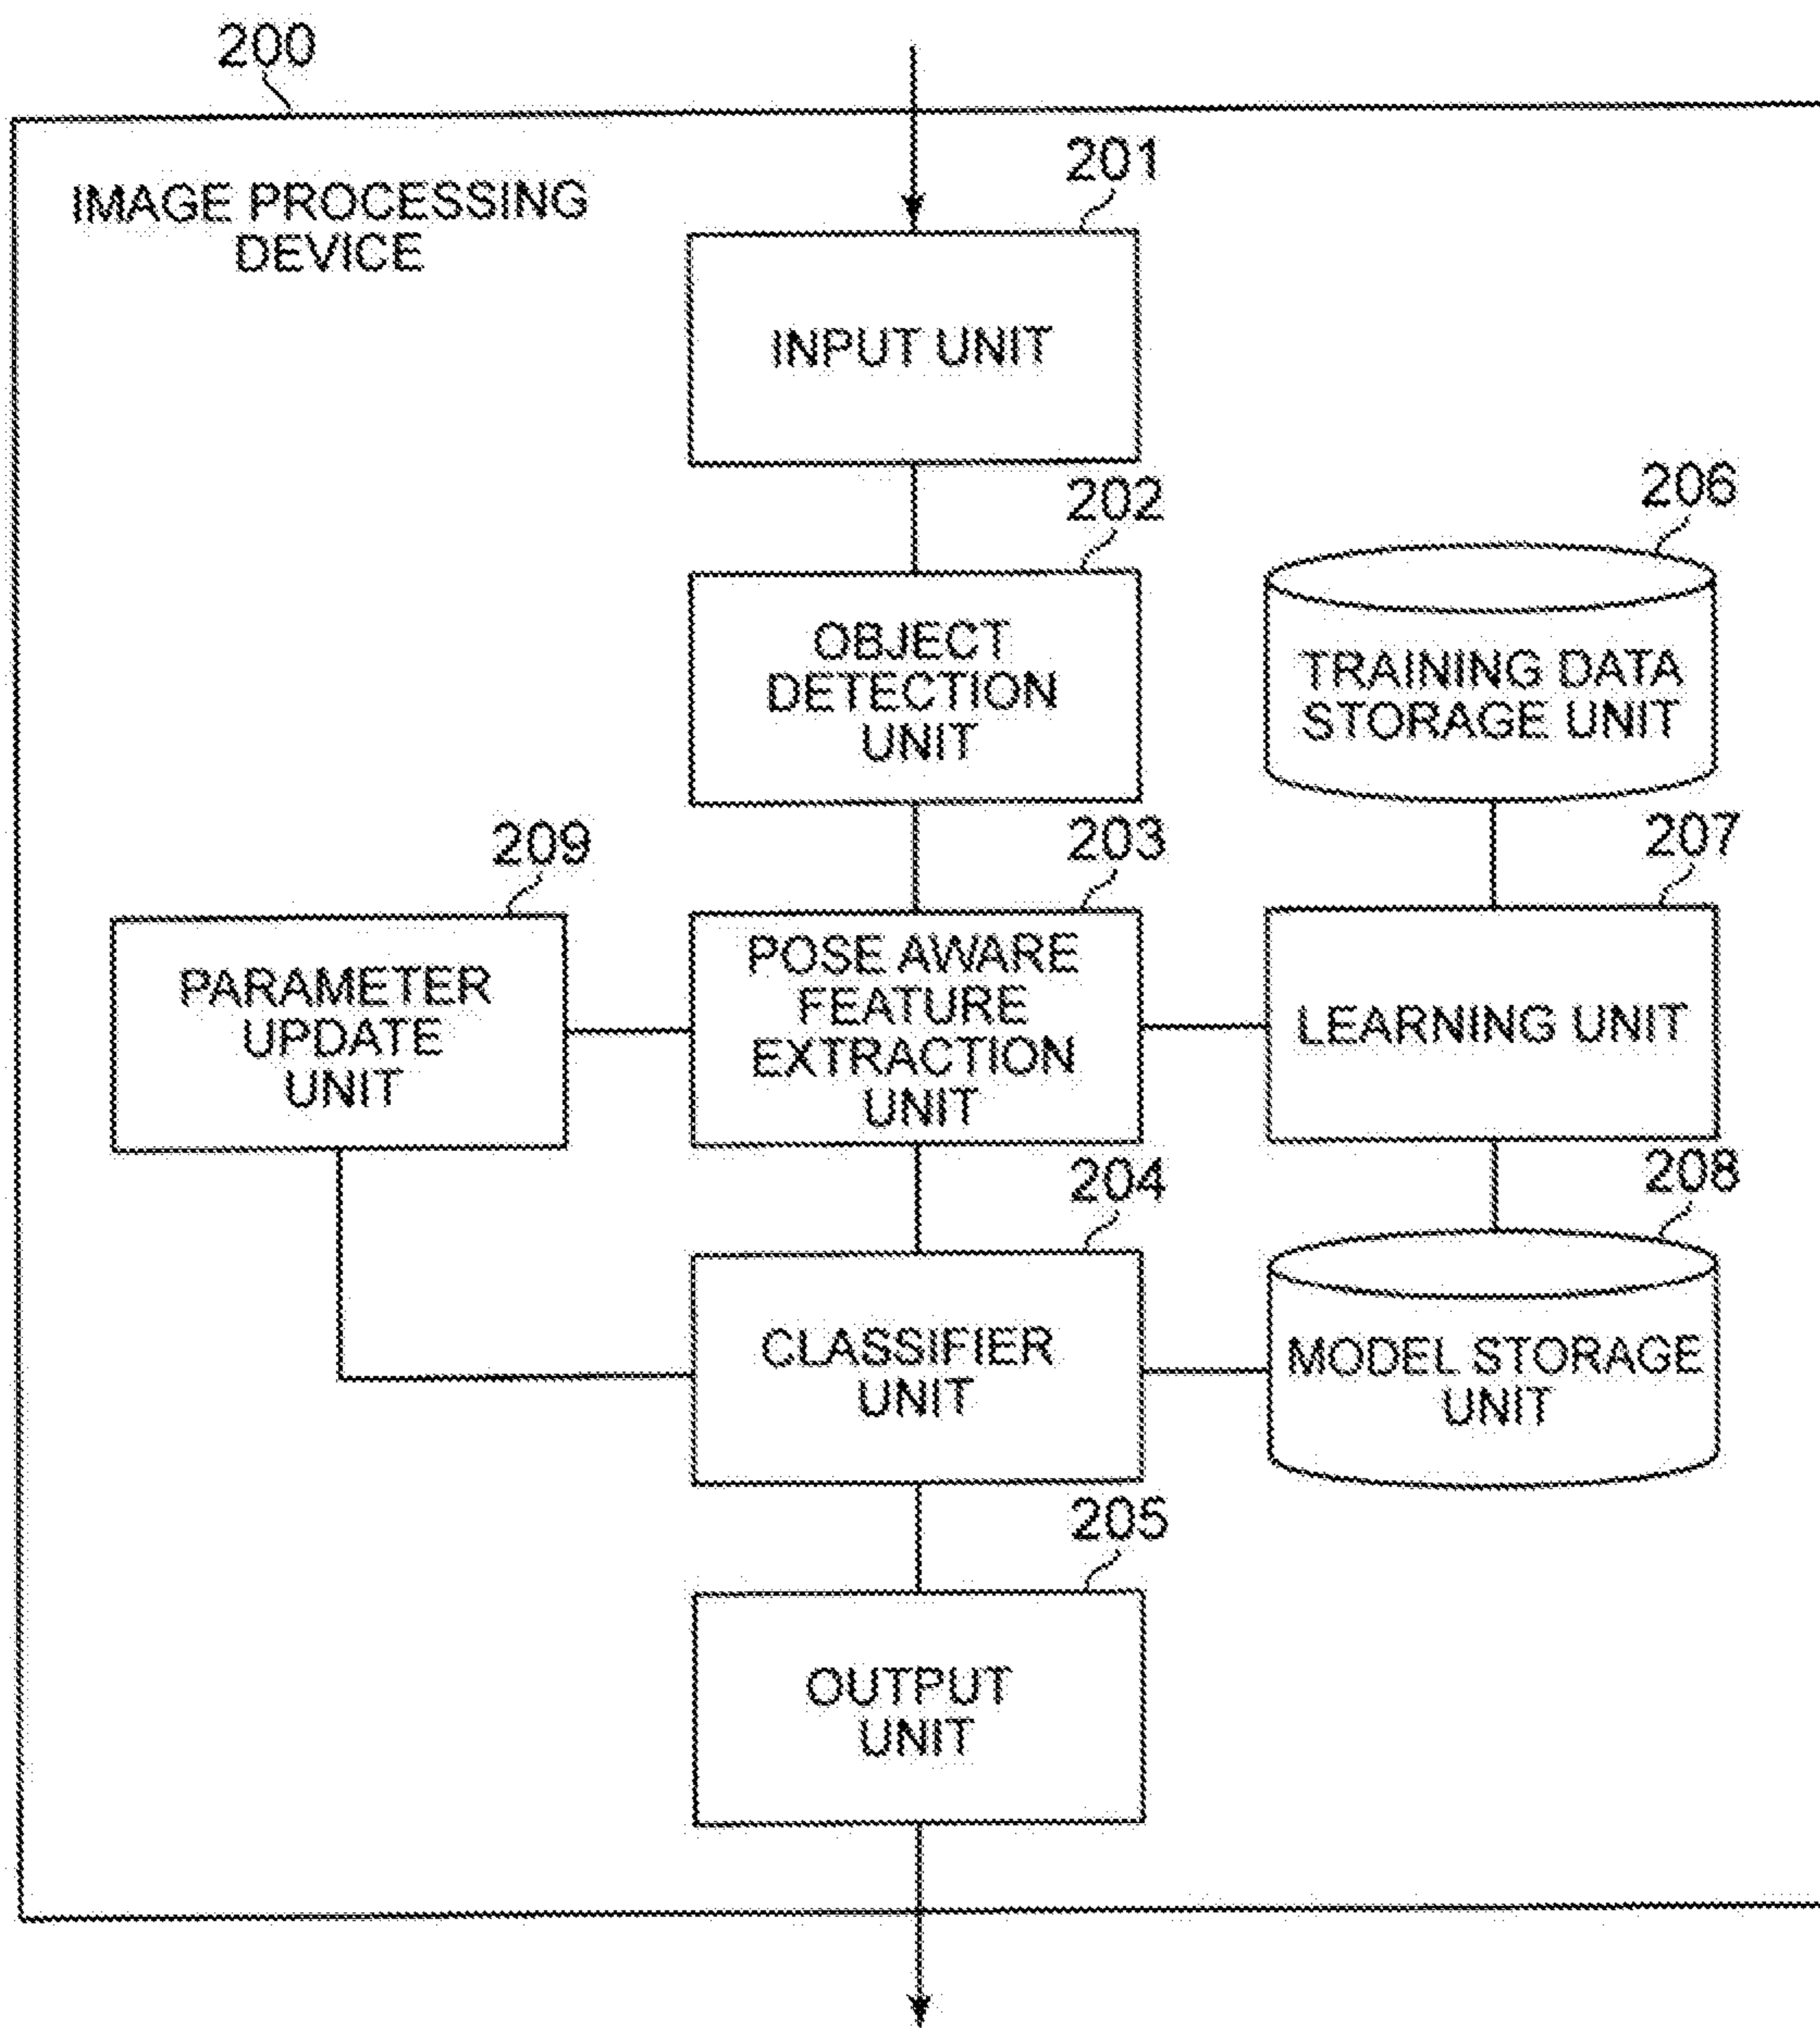 200
IMAGE PROCESSING
DEVICE
201
INPUT UNIT
202
OBJECT
DETECTION
UNIT
206
TRAINING DATA
STORAGE UNIT
209
PARAMETER
UPDATE
UNIT
203
POSE AWARE
FEATURE
EXTRACTION
UNIT
207
LEARNING UNIT
204
CLASSIFIER
UNIT
208
MODEL STORAGE
UNIT
205
OUTPUT
UNIT